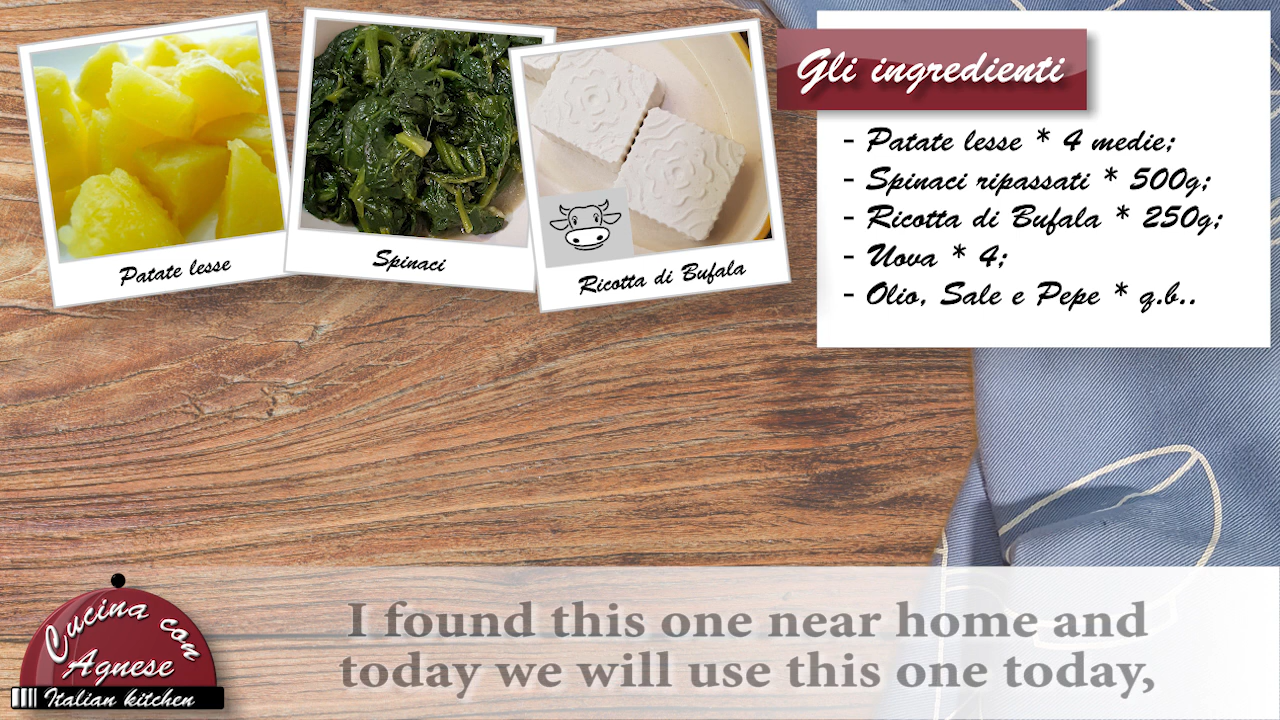 Gli ingredienti
- Patate lesse * 4 medie;
- Spinaci ripassati * 500g;
- Ricotta di Bufala * 250g;
- Uova * 4;
- Olio, Sale e Pepe * q.b..
Patate lesse
Spinaci
Ricotta di Bufala
I found this one near home and
today we will use this one today,
Cucina con
Agnese
Italian kitchen